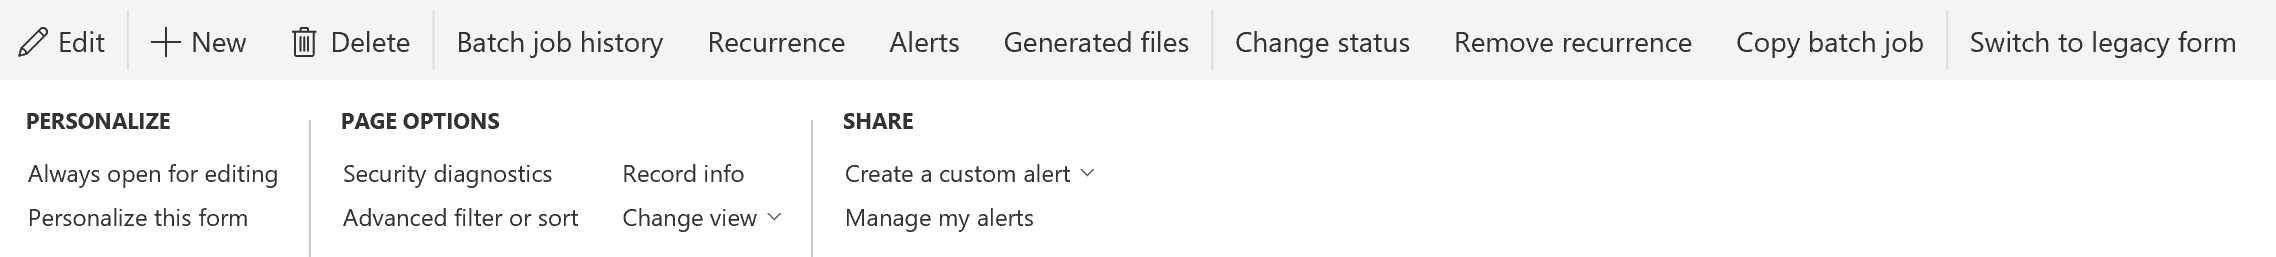 Edit New Delete Batch job history Recurrence Alerts Generated files Change status Remove recurrence Copy batch job Switch to legacy form
PERSONALIZE
Always open for editing
Personalize this form
PAGE OPTIONS
Security diagnostics
Advanced filter or sort
Record info
Change view
SHARE
Create a custom alert
Manage my alerts